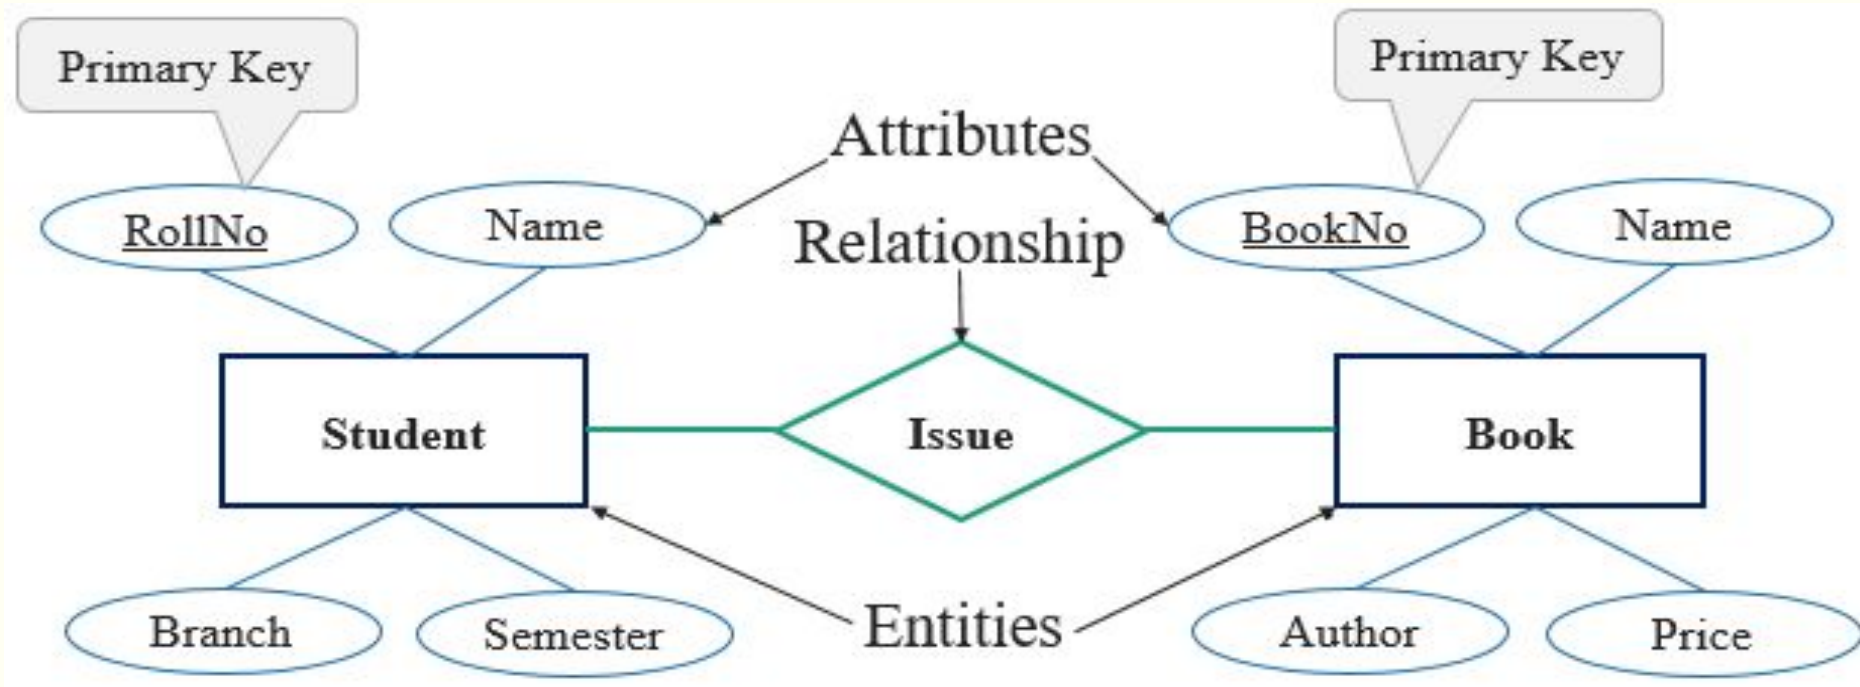 Primary Key
Primary Key
Attributes
RollNo
Name
Relationship
BookNo
Name
Student
Issue
Book
Branch
Semester
Entities
Author
Price